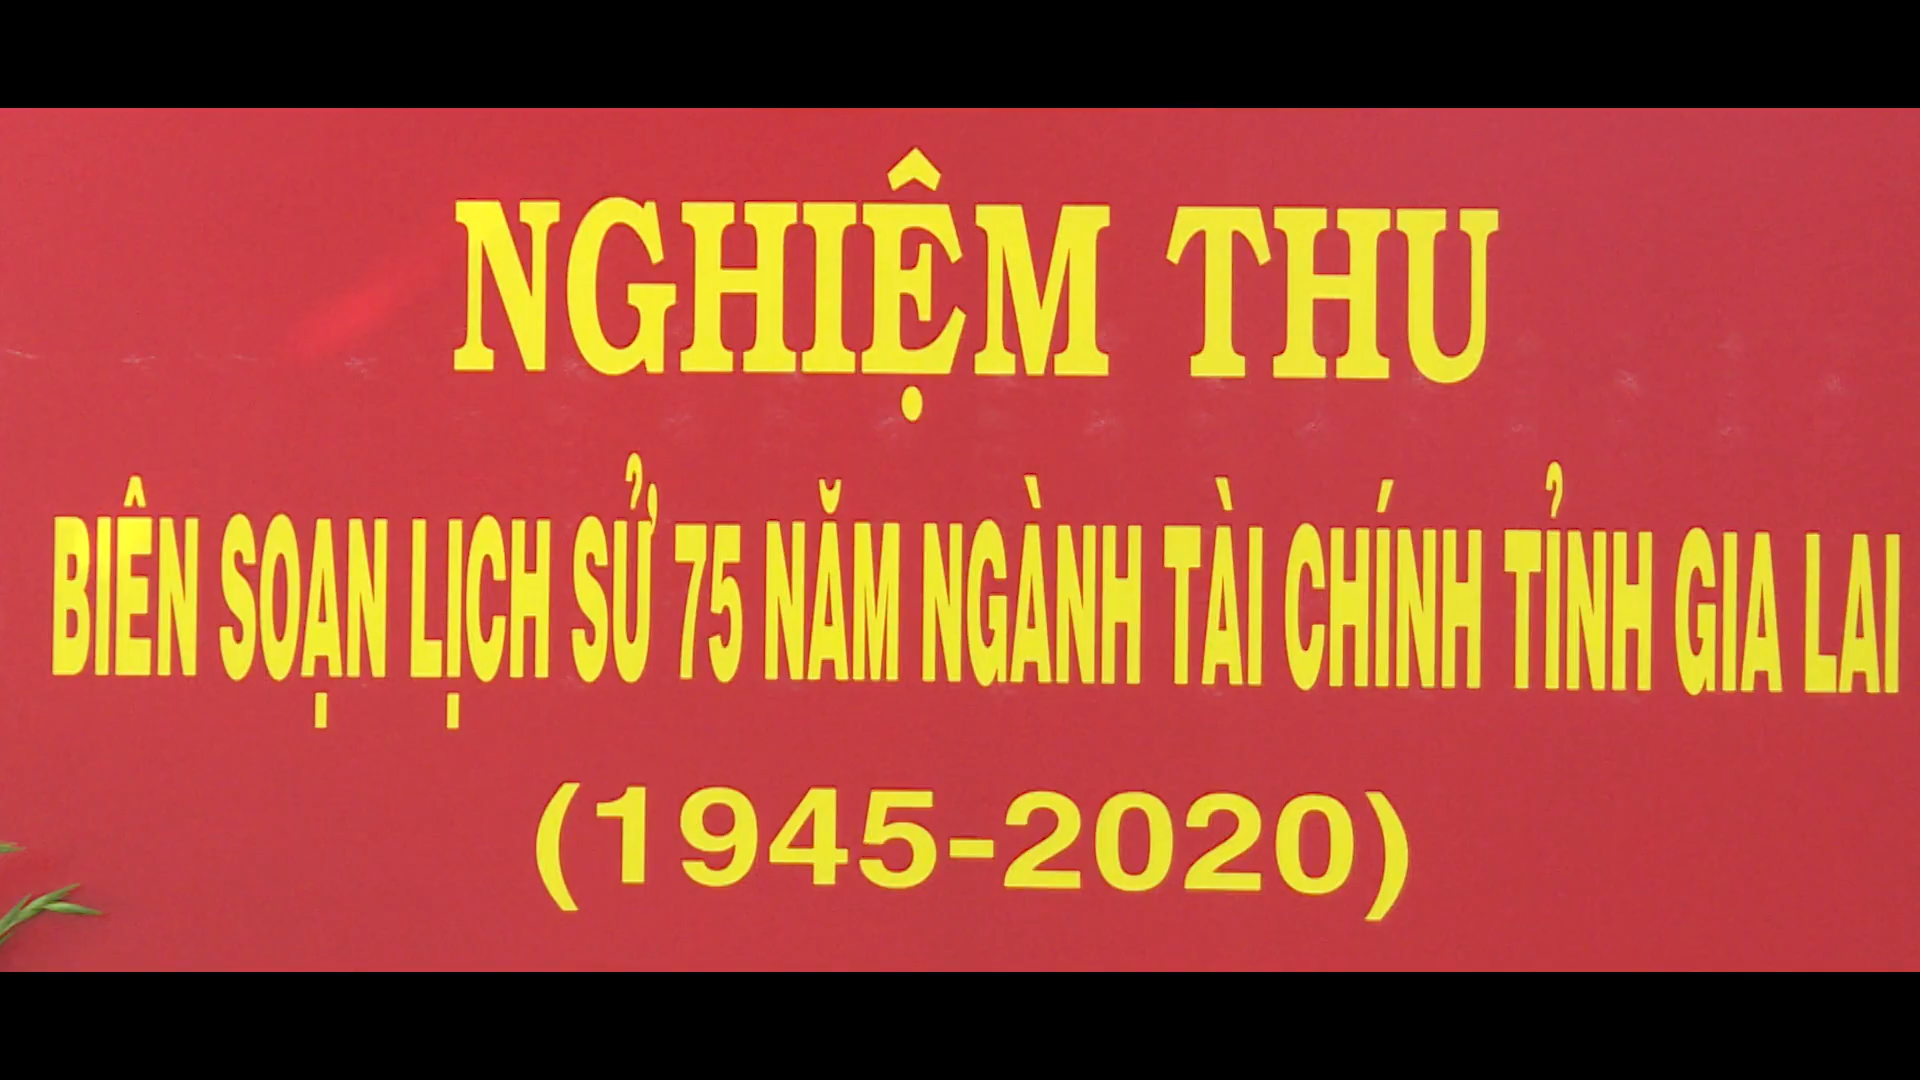 NGHIỆM THU
BIÊN SOẠN LỊCH SỬ 75 NĂM NGÀNH TÀI CHÍNH TỈNH GIA LAI
(1945-2020)